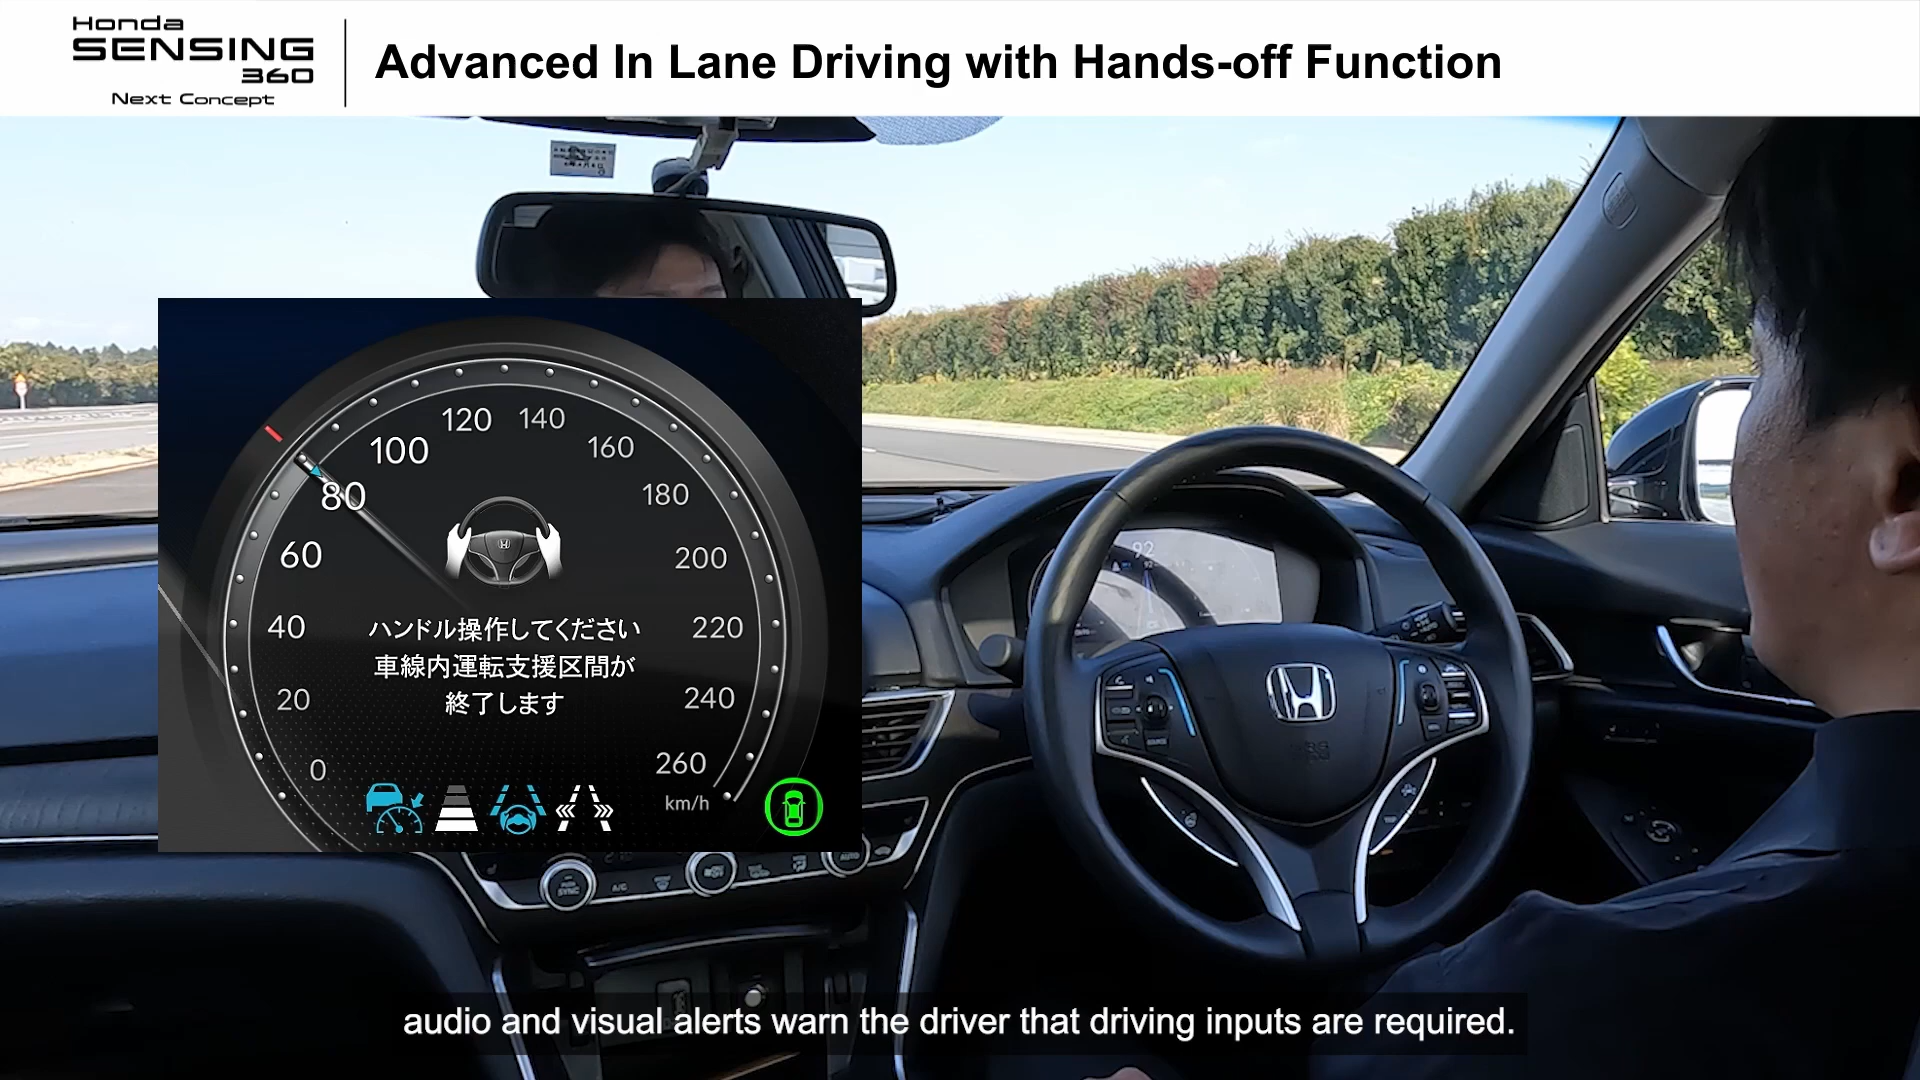 Honda
SENSING
360
Next Concept
Advanced In Lane Driving with Hands-off Function
120 140
100 160
80 180
60 200
40 220
20 240
0 260
km/h
ハンドル操作してください
車線内運転支援区間が
終了します
92
SYNC
A/C
AUTO
audio and visual alerts warn the driver that driving inputs are required.